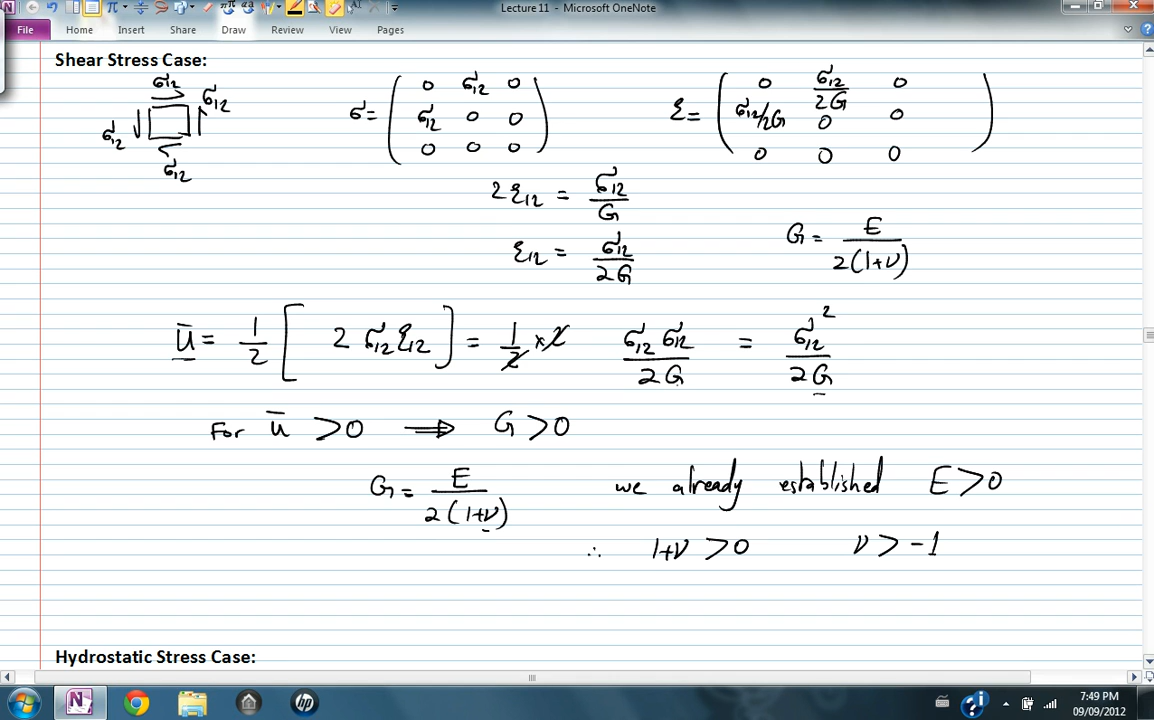 Lecture 11 - Microsoft OneNote
File Home Insert Share Draw Review View Pages
Shear Stress Case:
σ12
σ12
σ12
σ12
σ = ( 0 σ12 0
σ12 0 0
0 0 0 )
ε = ( 0 σ12/2G 0
σ12/2G 0 0
0 0 0 )
2ε12 = σ12/G
ε12 = σ12/2G
G = E/2(1+ν)
ū = 1/2 [ 2 σ12 ε12 ] = 1/2 × 2 σ12 σ12/2G = σ12²/2G
For ū >0 ⟹ G >0
G = E/2(1+ν) we already established E >0
∴ 1+ν >0 ν > -1
Hydrostatic Stress Case:
7:49 PM
09/09/2012